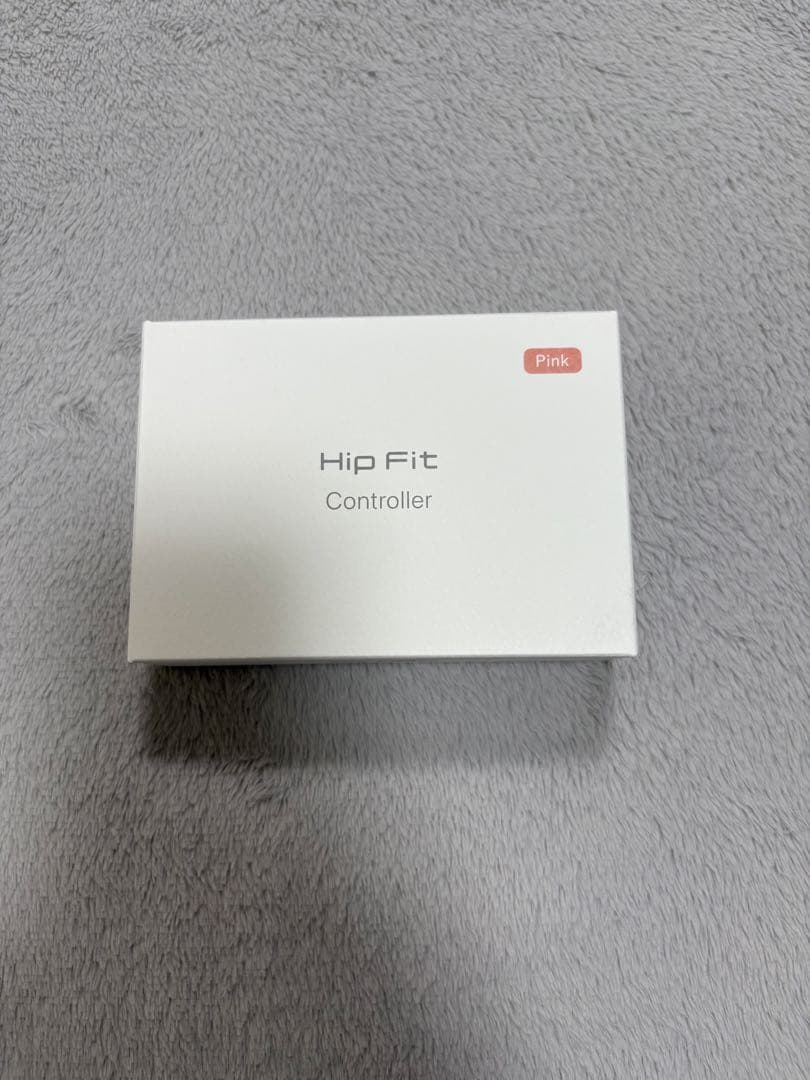 Pink
Hip Fit
Controller